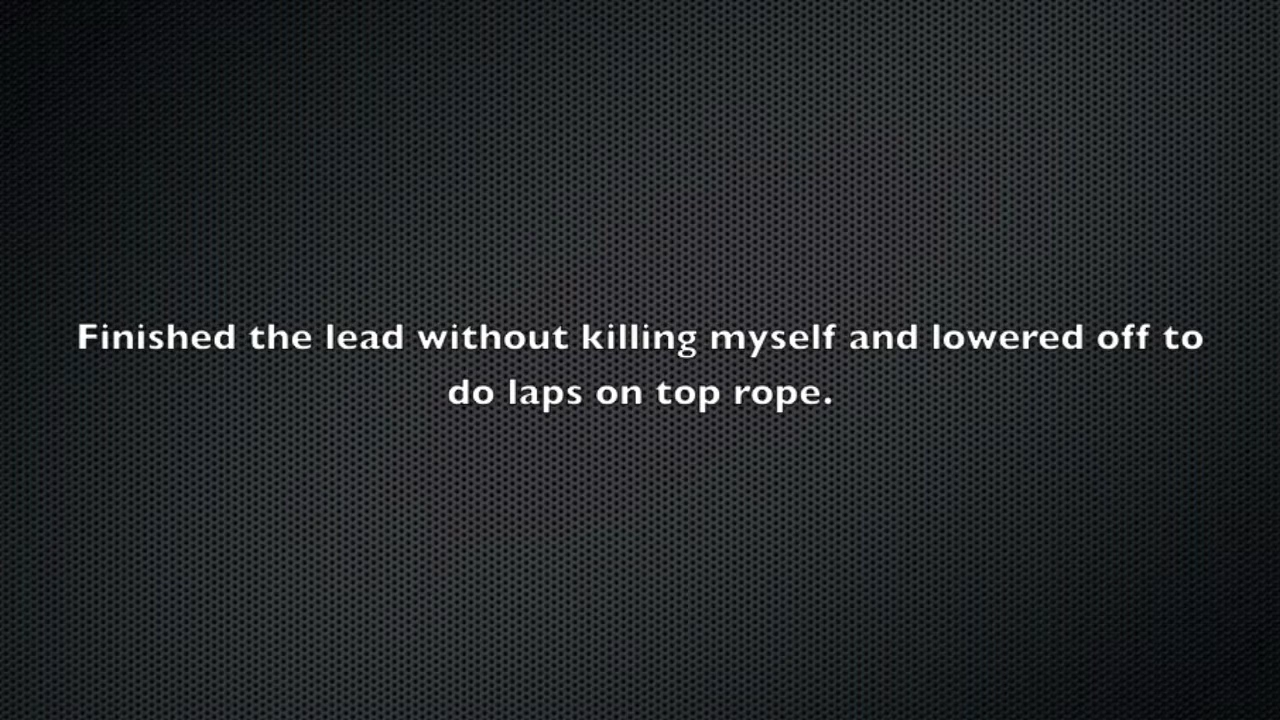 Finished the lead without killing myself and lowered off to
do laps on top rope.